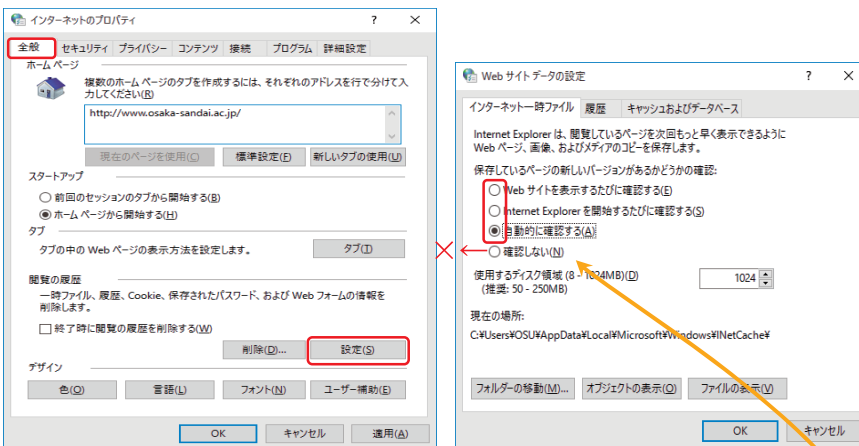 インターネットのプロパティ
?
×
全般 セキュリティ プライバシー コンテンツ 接続 プログラム 詳細設定
ホーム ページ
複数のホーム ページのタブを作成するには、それぞれのアドレスを行で分けて入
力してください(R)
http://www.osaka-sandai.ac.jp/
現在のページを使用(C) 標準設定(F) 新しいタブの使用(U)
スタートアップ
前回のセッションのタブから開始する(B)
ホーム ページから開始する(H)
タブ
タブの中の Web ページの表示方法を設定します。 タブ(T)
閲覧の履歴
一時ファイル、履歴、Cookie、保存されたパスワード、および Web フォームの情報を
削除します。
終了時に閲覧の履歴を削除する(W)
削除(D)... 設定(S)
デザイン
色(O) 言語(L) フォント(N) ユーザー補助(E)
OK キャンセル 適用(A)
Web サイト データの設定
?
×
インターネット一時ファイル 履歴 キャッシュおよびデータベース
Internet Explorer は、閲覧しているページを次回もっと早く表示できるように
Web ページ、画像、およびメディアのコピーを保存します。
保存しているページの新しいバージョンがあるかどうかの確認:
Web サイトを表示するたびに確認する(E)
Internet Explorer を開始するたびに確認する(S)
自動的に確認する(A)
確認しない(N)
使用するディスク領域 (8 - 1024MB)(D) 1024
(推奨: 50 - 250MB)
現在の場所:
C:¥Users¥OSU¥AppData¥Local¥Microsoft¥Windows¥INetCache¥
フォルダーの移動(M)... オブジェクトの表示(O) ファイルの表示(V)
OK キャンセル